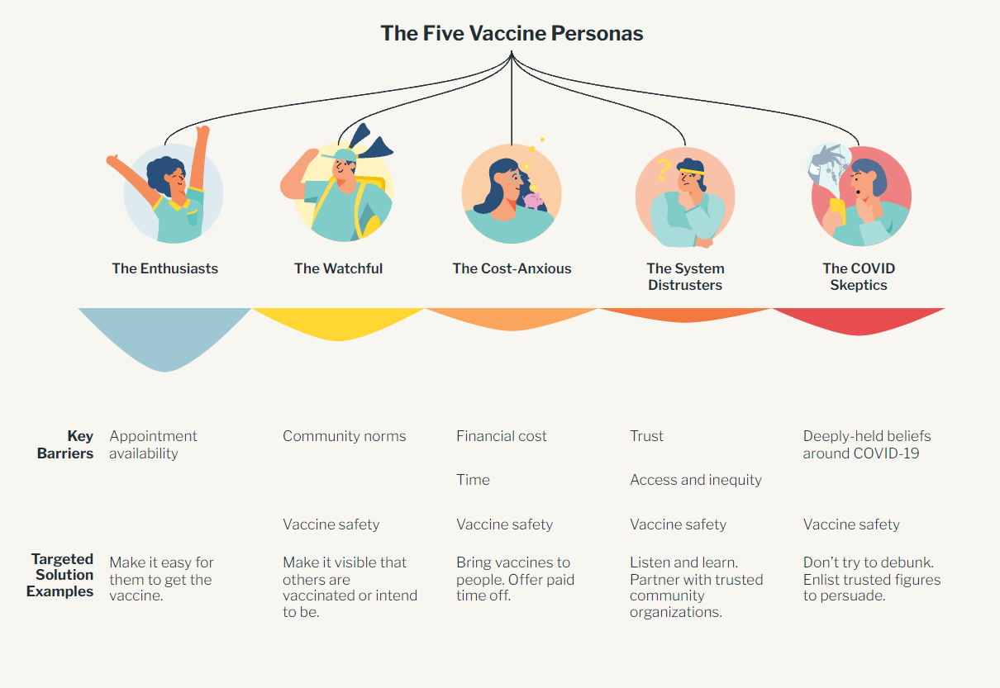 The Five Vaccine Personas
The Enthusiasts
The Watchful
The Cost-Anxious
The System
Distrusters
The COVID
Skeptics
Key
Barriers
Appointment
availability
Community norms
Financial cost
Trust
Deeply-held beliefs
around COVID-19
Time
Access and inequity
Vaccine safety
Vaccine safety
Vaccine safety
Vaccine safety
Targeted
Solution
Examples
Make it easy for
them to get the
vaccine.
Make it visible that
others are
vaccinated or intend
to be.
Bring vaccines to
people. Offer paid
time off.
Listen and learn.
Partner with trusted
community
organizations.
Don't try to debunk.
Enlist trusted figures
to persuade.